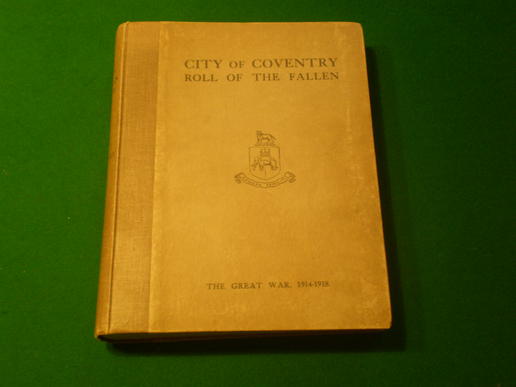 CITY OF COVENTRY
ROLL OF THE FALLEN
THE GREAT WAR, 1914-1918